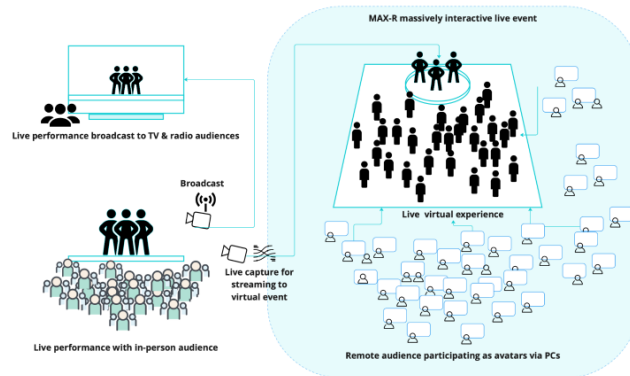 MAX-R massively interactive live event
Live performance broadcast to TV & radio audiences
Broadcast
Live virtual experience
Live capture for
streaming to
virtual event
Live performance with in-person audience
Remote audience participating as avatars via PCs